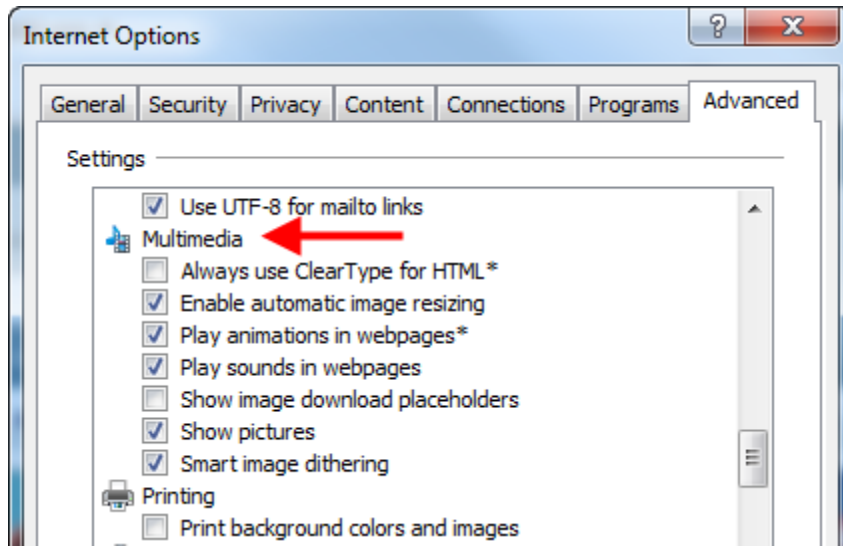 Internet Options
General Security Privacy Content Connections Programs Advanced
Settings
Use UTF-8 for mailto links
Multimedia
Always use ClearType for HTML*
Enable automatic image resizing
Play animations in webpages*
Play sounds in webpages
Show image download placeholders
Show pictures
Smart image dithering
Printing
Print background colors and images